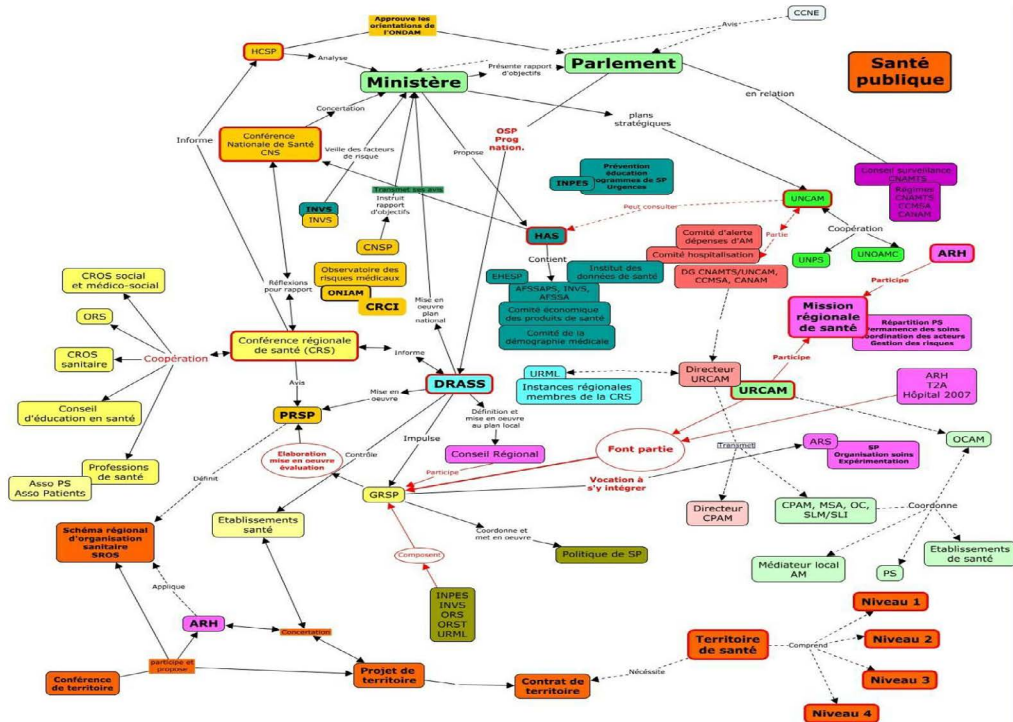 CCNE
Approuve les
orientations de
l'ONDAM
Avis
HCSP
Analyse
Présente rapport
d'objectifs
Parlement
Santé
publique
Ministère
Concertation
en relation
plans
stratégiques
Informe
Conférence
Nationale de Santé
CNS
Veille des facteurs
de risque
OSP
Prog
nation.
Propose
Prévention
éducation
Programmes de SP
Urgences
INPES
Conseil surveillance
CNAMTS
Régimes
CNAMTS
CCMSA
CANAM
Transmet ses avis
Instruit
rapport
d'objectifs
INVS
INVS
UNCAM
Peut consulter
Partie
Coopération
CNSP
HAS
Comité d'alerte
dépenses d'AM
Comité hospitalisation
UNPS
UNOAMC
ARH
Contient
Observatoire des
risques médicaux
ONIAM
CRCI
EHESP
Institut des
données de santé
DG CNAMTS/UNCAM,
CCMSA, CANAM
Participe
CROS social
et médico-social
Réflexions
pour rapport
AFSSAPS, INVS,
AFSSA
Comité économique
des produits de santé
Comité de la
démographie médicale
Mise en
oeuvre
plan
national
Mission
régionale
de santé
Répartition PS
Permanence des soins
Coordination des acteurs
Gestion des risques
ORS
Coopération
Conférence régionale
de santé (CRS)
Informe
Participe
CROS
sanitaire
Avis
DRASS
URML
Instances régionales
membres de la CRS
Directeur
URCAM
URCAM
ARH
T2A
Hôpital 2007
Mise en
oeuvre
PRSP
Définition et
mise en oeuvre
au plan local
Conseil
d'éducation en santé
Impulse
Conseil Régional
Font partie
Transmet
ARS
SP
Organisation soins
Expérimentation
OCAM
Elaboration
mise en oeuvre
évaluation
Contrôle
Participe
Professions
de santé
Asso PS
Asso Patients
Définit
GRSP
Vocation à
s'y intégrer
Directeur
CPAM
CPAM, MSA, OC,
SLM/SLI
Coordonne
Etablissements
santé
Schéma régional
d'organisation
sanitaire
SROS
Coordonne et
met en oeuvre
Politique de SP
Composent
Médiateur local
AM
PS
Etablissements
de santé
INPES
INVS
ORS
ORST
URML
Applique
ARH
Concertation
Niveau 1
Territoire
de santé
Comprend
Niveau 2
participe et
propose
Conférence
de territoire
Projet de
territoire
Contrat de
territoire
Nécéssite
Niveau 3
Niveau 4